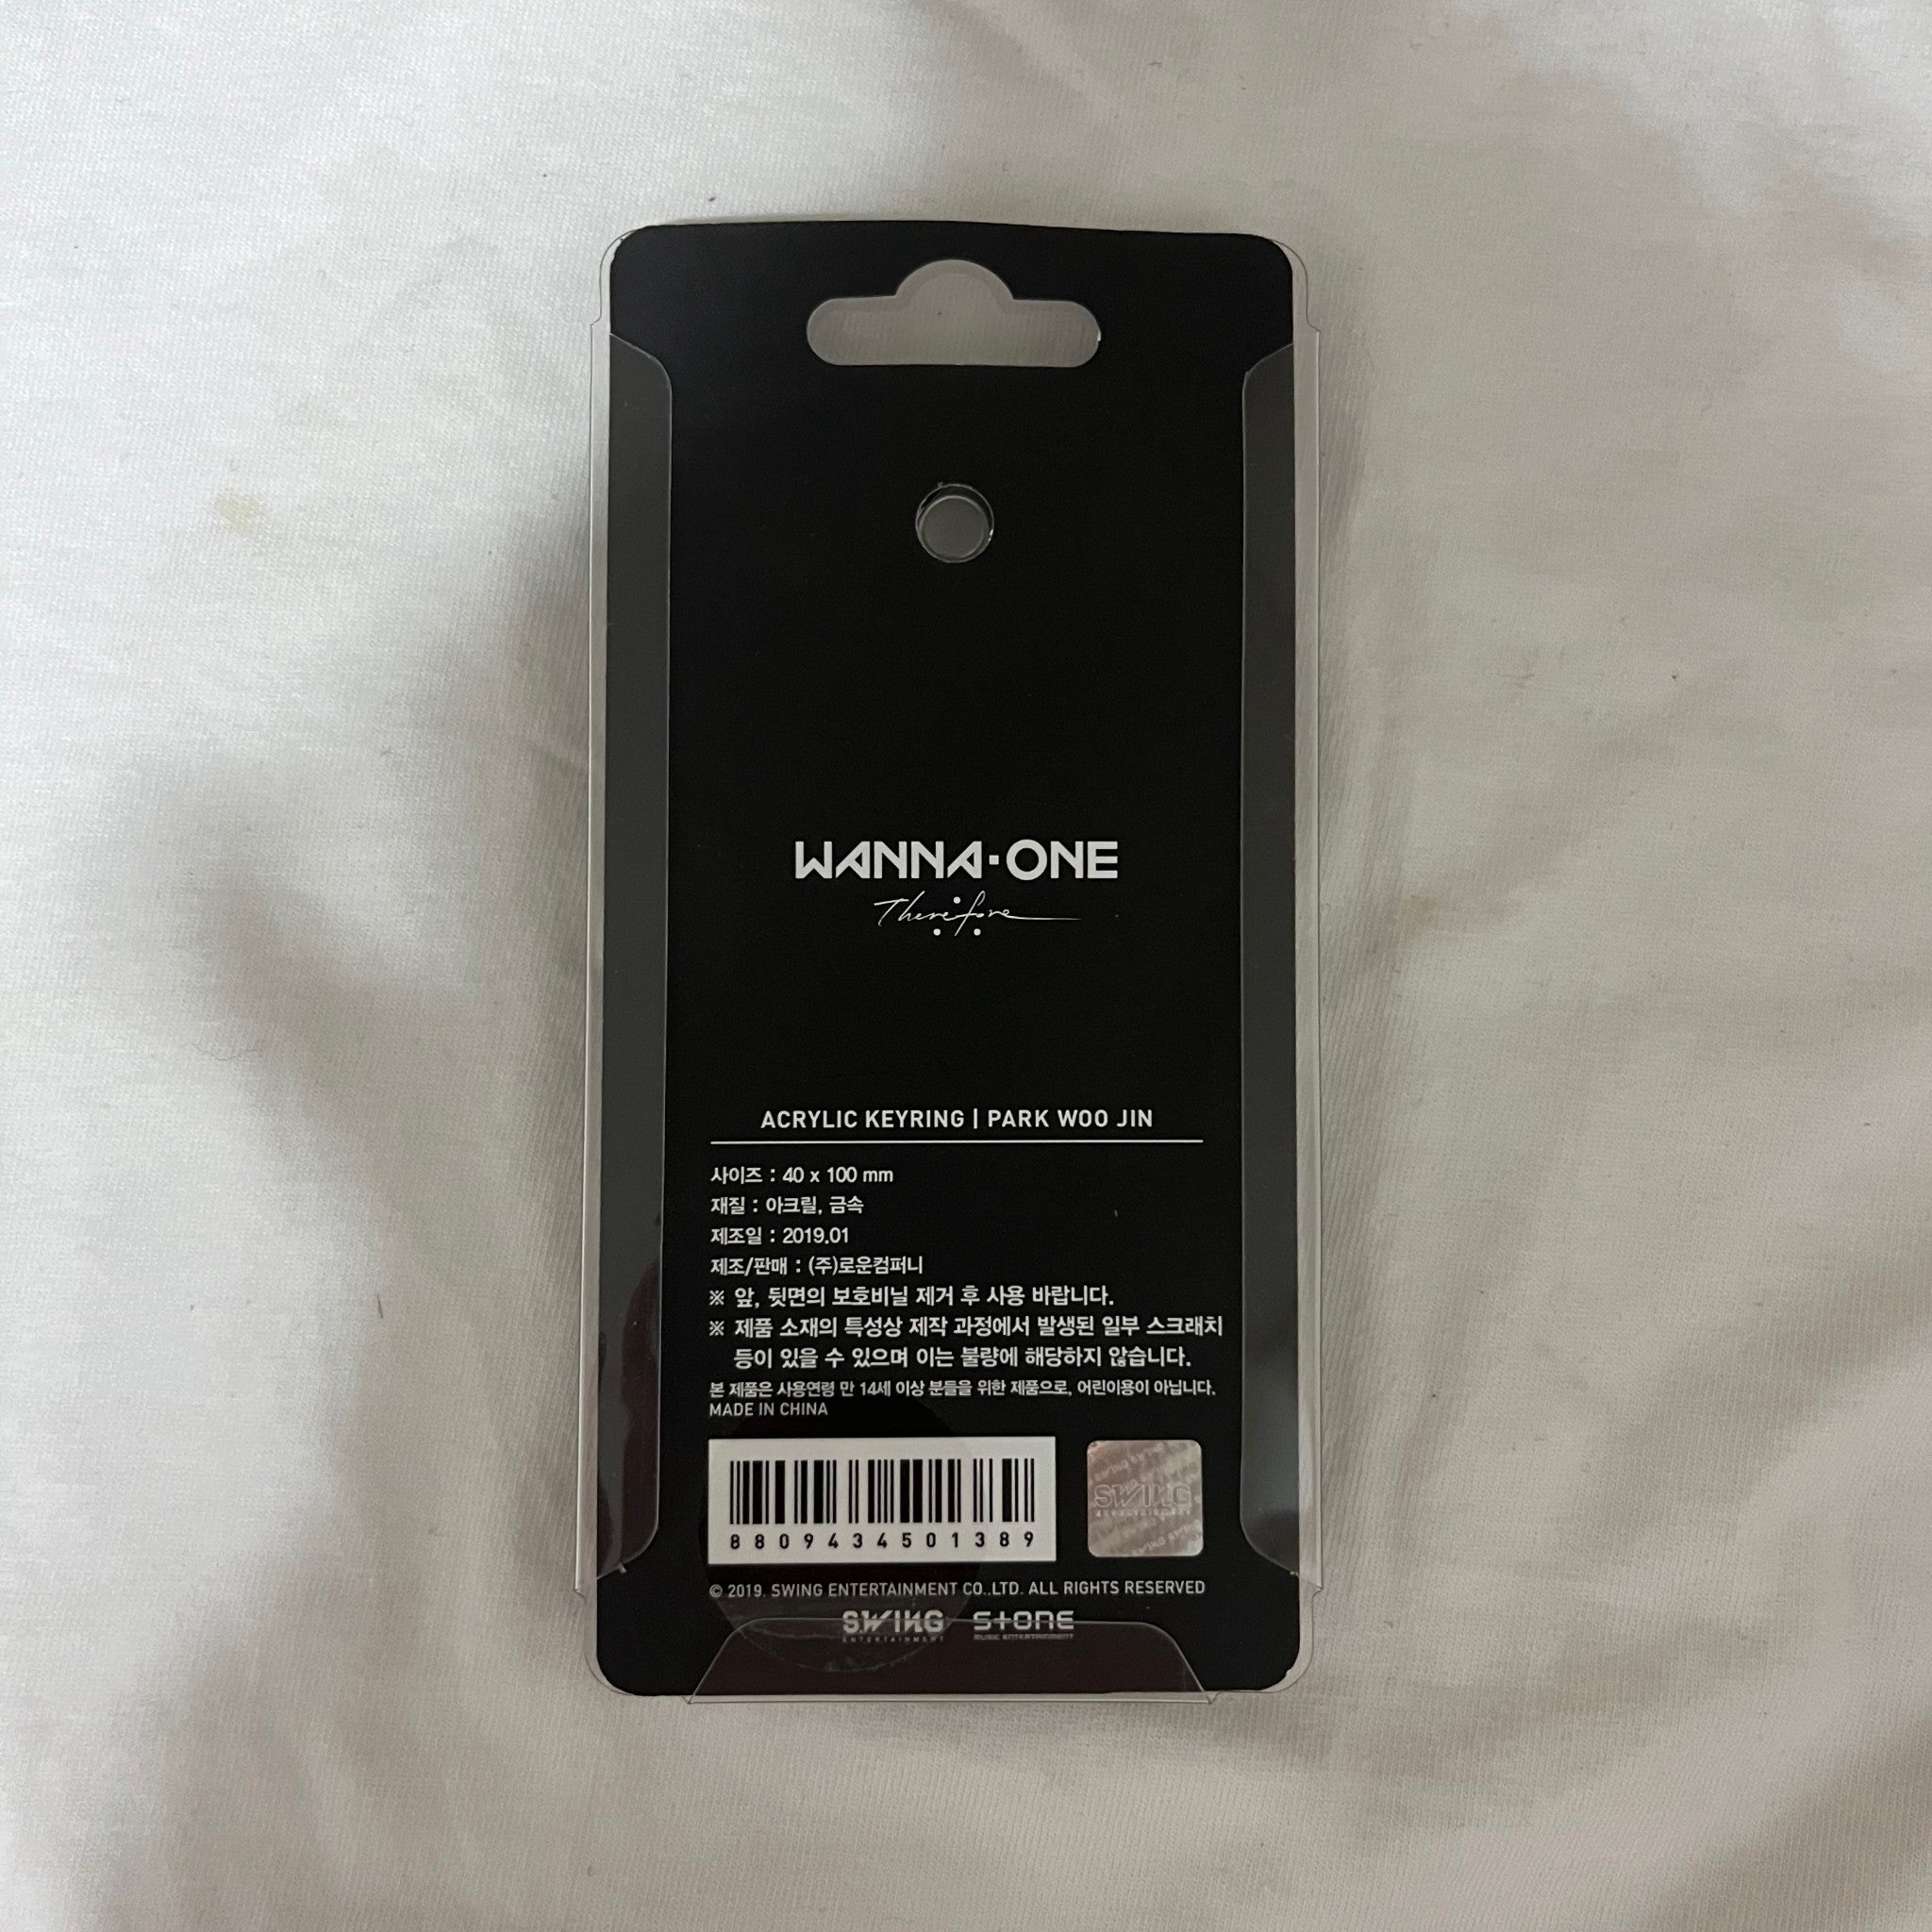 WANNA·ONE
Therefore
ACRYLIC KEYRING | PARK WOO JIN
사이즈 : 40 x 100 mm
재질 : 아크릴, 금속
제조일 : 2019.01
제조/판매 : (주)로운컴퍼니
※ 앞, 뒷면의 보호비닐 제거 후 사용 바랍니다.
※ 제품 소재의 특성상 제작 과정에서 발생된 일부 스크래치
등이 있을 수 있으며 이는 불량에 해당하지 않습니다.
본 제품은 사용연령 만 14세 이상 분들을 위한 제품으로, 어린이용이 아닙니다.
MADE IN CHINA
8809434501389
SWING
© 2019. SWING ENTERTAINMENT CO.,LTD. ALL RIGHTS RESERVED
SWING STONE
ENTERTAINMENT MUSIC ENTERTAINMENT